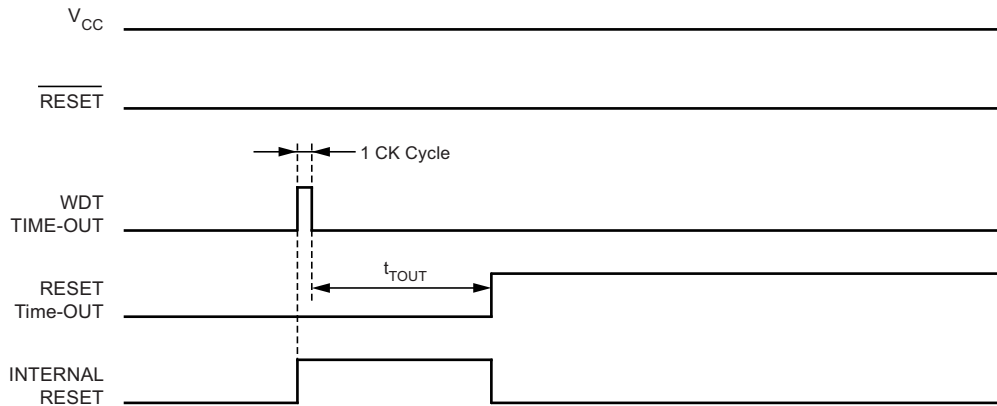 VCC
RESET
1 CK Cycle
WDT
TIME-OUT
tTOUT
RESET
Time-OUT
INTERNAL
RESET